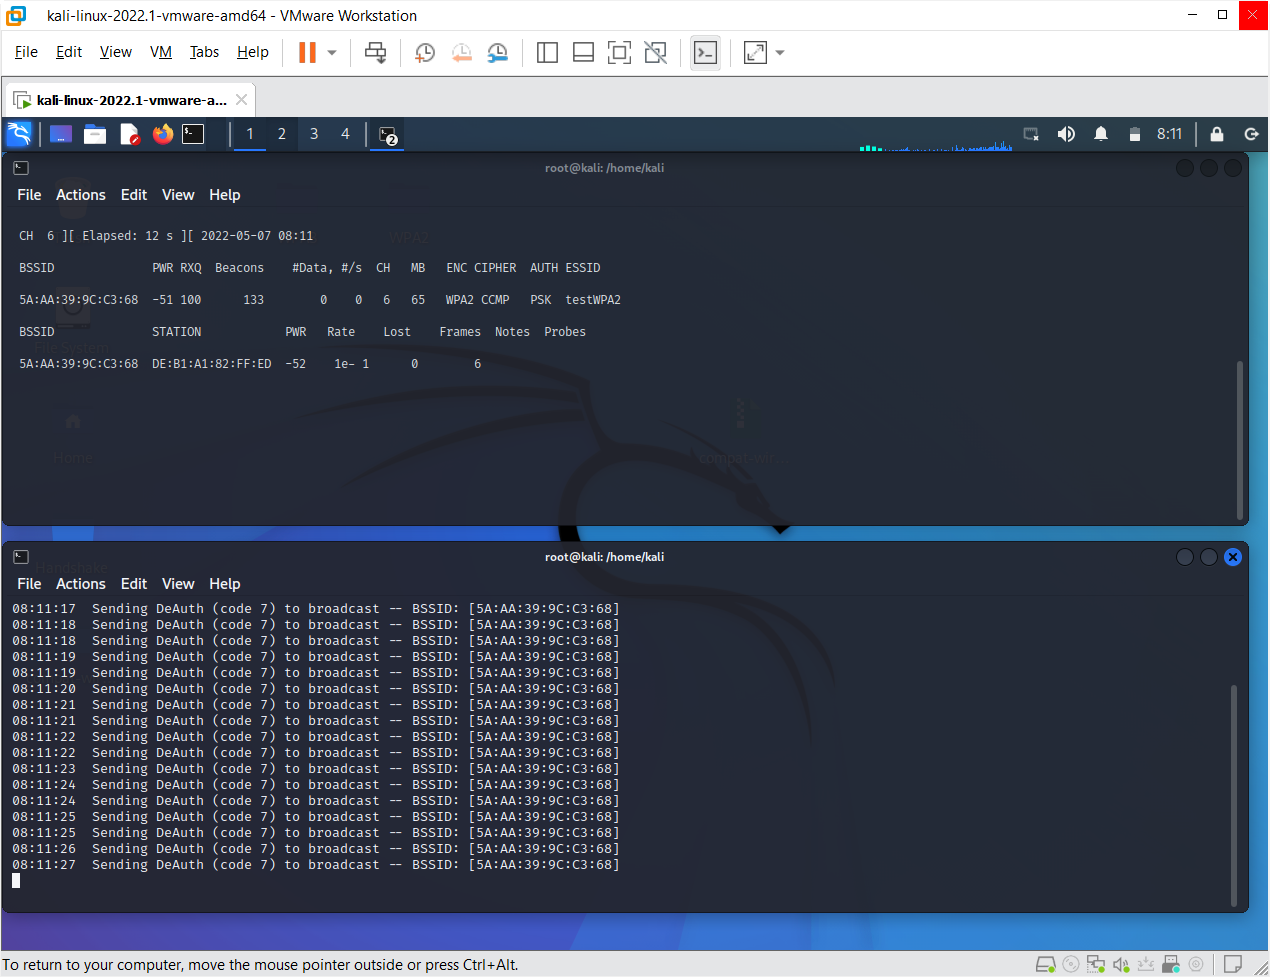 kali-linux-2022.1-vmware-amd64 - VMware Workstation
File Edit View VM Tabs Help
kali-linux-2022.1-vmware-a...
1 2 3 4 2 8:11
root@kali: /home/kali
File Actions Edit View Help
CH 6 ][ Elapsed: 12 s ][ 2022-05-07 08:11
WPA2
BSSID PWR RXQ Beacons #Data, #/s CH MB ENC CIPHER AUTH ESSID
5A:AA:39:9C:C3:68 -51 100 133 0 0 6 65 WPA2 CCMP PSK testWPA2
BSSID STATION PWR Rate Lost Frames Notes Probes
File System
5A:AA:39:9C:C3:68 DE:B1:A1:82:FF:ED -52 1e- 1 0 6
Home compat-wir...
root@kali: /home/kali
Handshake
File Actions Edit View Help
08:11:17 Sending DeAuth (code 7) to broadcast -- BSSID: [5A:AA:39:9C:C3:68]
08:11:18 Sending DeAuth (code 7) to broadcast -- BSSID: [5A:AA:39:9C:C3:68]
08:11:18 Sending DeAuth (code 7) to broadcast -- BSSID: [5A:AA:39:9C:C3:68]
08:11:19 Sending DeAuth (code 7) to broadcast -- BSSID: [5A:AA:39:9C:C3:68]
08:11:19 Sending DeAuth (code 7) to broadcast -- BSSID: [5A:AA:39:9C:C3:68]
08:11:20 Sending DeAuth (code 7) to broadcast -- BSSID: [5A:AA:39:9C:C3:68]
08:11:21 Sending DeAuth (code 7) to broadcast -- BSSID: [5A:AA:39:9C:C3:68]
08:11:21 Sending DeAuth (code 7) to broadcast -- BSSID: [5A:AA:39:9C:C3:68]
08:11:22 Sending DeAuth (code 7) to broadcast -- BSSID: [5A:AA:39:9C:C3:68]
08:11:22 Sending DeAuth (code 7) to broadcast -- BSSID: [5A:AA:39:9C:C3:68]
08:11:23 Sending DeAuth (code 7) to broadcast -- BSSID: [5A:AA:39:9C:C3:68]
08:11:24 Sending DeAuth (code 7) to broadcast -- BSSID: [5A:AA:39:9C:C3:68]
08:11:24 Sending DeAuth (code 7) to broadcast -- BSSID: [5A:AA:39:9C:C3:68]
08:11:25 Sending DeAuth (code 7) to broadcast -- BSSID: [5A:AA:39:9C:C3:68]
08:11:25 Sending DeAuth (code 7) to broadcast -- BSSID: [5A:AA:39:9C:C3:68]
08:11:26 Sending DeAuth (code 7) to broadcast -- BSSID: [5A:AA:39:9C:C3:68]
08:11:27 Sending DeAuth (code 7) to broadcast -- BSSID: [5A:AA:39:9C:C3:68]
To return to your computer, move the mouse pointer outside or press Ctrl+Alt.